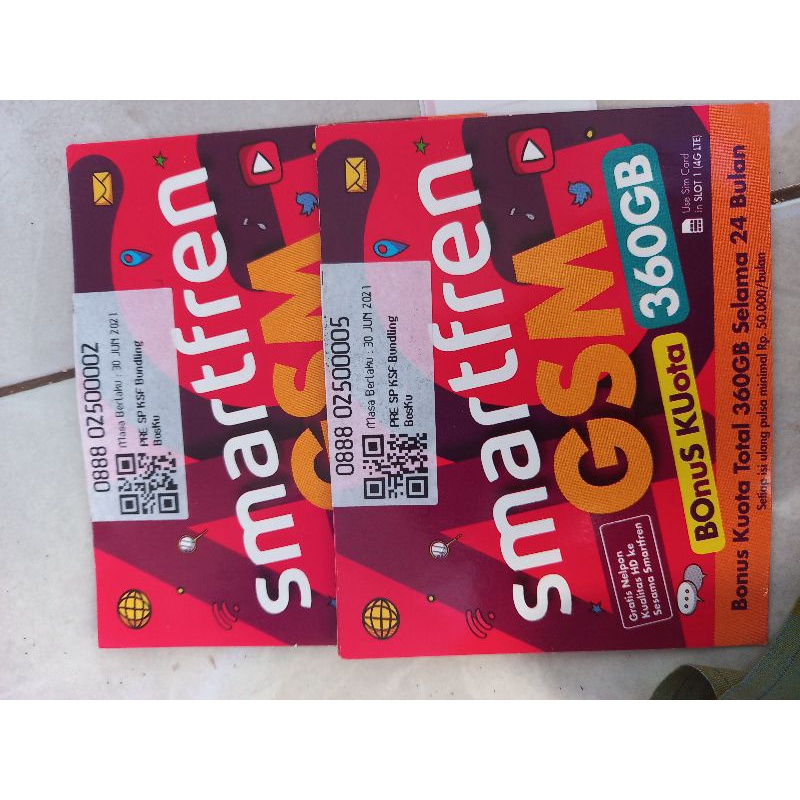 0888 02500002
Masa Berlaku : 30 JUN 2021
PRE SP KSF Bundling
BosKu
smartfren
GSM
0888 02500005
Masa Berlaku : 30 JUN 2021
PRE SP KSF Bundling
BosKu
smartfren
GSM
Gratis Nelpon
Kualitas HD ke
Sesama Smartfren
BOnuS KUota 360GB
Use Sim Card
in SLOT 1 (4G LTE)
Bonus Kuota Total 360GB Selama 24 Bulan
Setiap isi ulang pulsa minimal Rp. 50.000/bulan